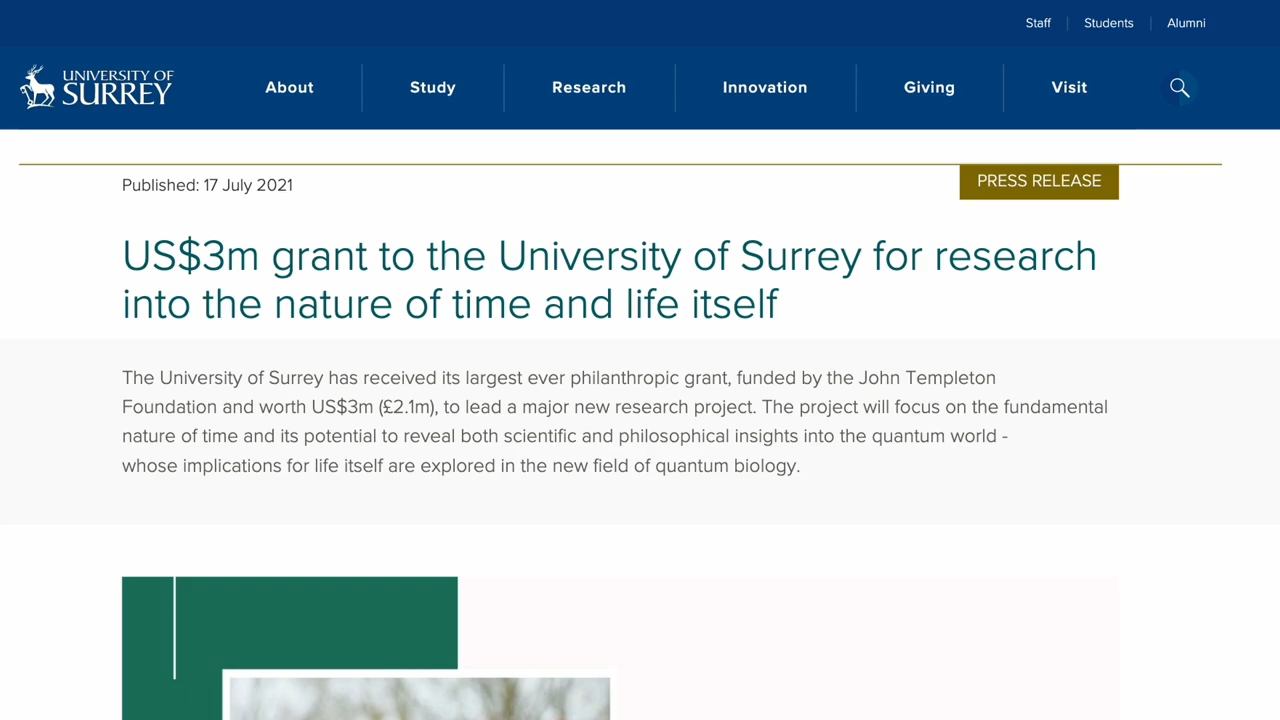 Staff
Students
Alumni
UNIVERSITY OF
SURREY
About
Study
Research
Innovation
Giving
Visit
Published: 17 July 2021
PRESS RELEASE
US$3m grant to the University of Surrey for research
into the nature of time and life itself
The University of Surrey has received its largest ever philanthropic grant, funded by the John Templeton
Foundation and worth US$3m (£2.1m), to lead a major new research project. The project will focus on the fundamental
nature of time and its potential to reveal both scientific and philosophical insights into the quantum world -
whose implications for life itself are explored in the new field of quantum biology.